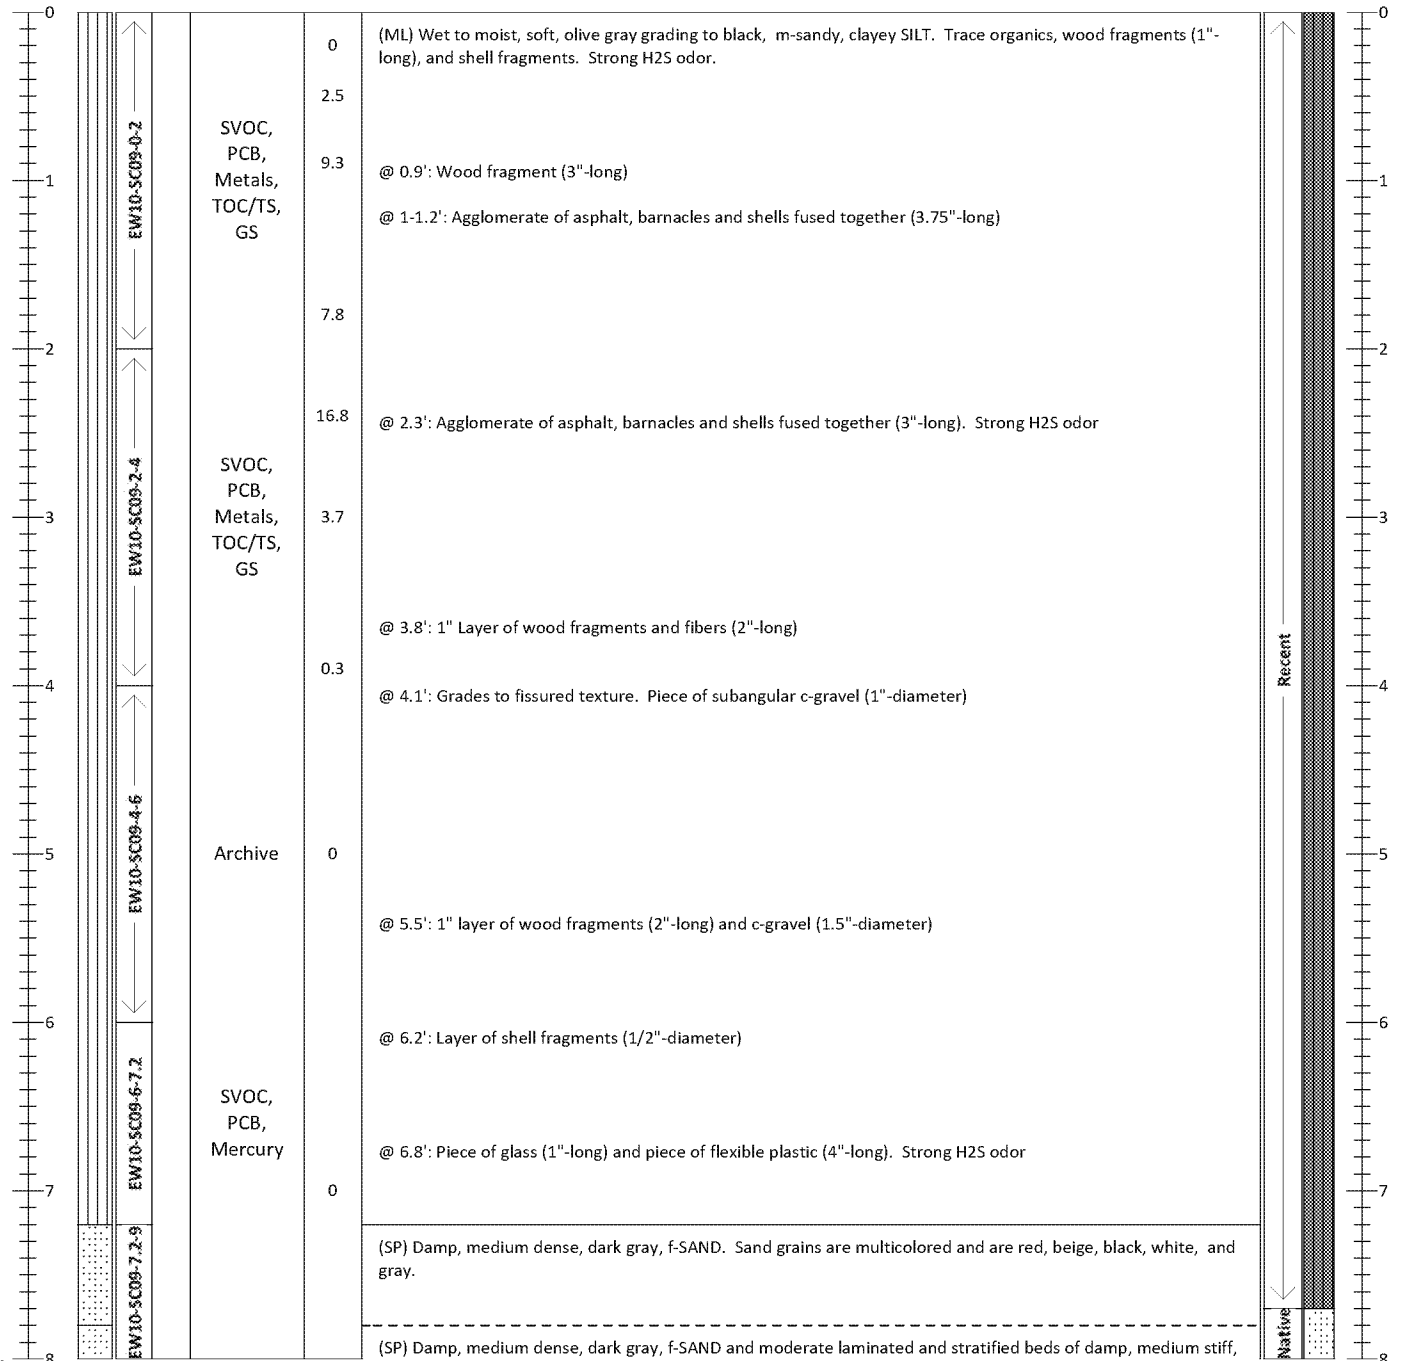 0
0
0
(ML) Wet to moist, soft, olive gray grading to black, m-sandy, clayey SILT. Trace organics, wood fragments (1"-
long), and shell fragments. Strong H2S odor.
2.5
EW10-SC09-0-2
SVOC,
PCB,
Metals,
TOC/TS,
GS
9.3
@ 0.9': Wood fragment (3"-long)
1
1
@ 1-1.2': Agglomerate of asphalt, barnacles and shells fused together (3.75"-long)
7.8
2
2
16.8
@ 2.3': Agglomerate of asphalt, barnacles and shells fused together (3"-long). Strong H2S odor
EW10-SC09-2-4
SVOC,
PCB,
Metals,
TOC/TS,
GS
3
3.7
3
@ 3.8': 1" Layer of wood fragments and fibers (2"-long)
0.3
Recent
4
4
@ 4.1': Grades to fissured texture. Piece of subangular c-gravel (1"-diameter)
EW10-SC09-4-6
5
Archive
0
5
@ 5.5': 1" layer of wood fragments (2"-long) and c-gravel (1.5"-diameter)
6
6
@ 6.2': Layer of shell fragments (1/2"-diameter)
EW10-SC09-6-7.2
SVOC,
PCB,
Mercury
@ 6.8': Piece of glass (1"-long) and piece of flexible plastic (4"-long). Strong H2S odor
7
0
7
EW10-SC09-7.2-9
(SP) Damp, medium dense, dark gray, f-SAND. Sand grains are multicolored and are red, beige, black, white, and
gray.
Native
(SP) Damp, medium dense, dark gray, f-SAND and moderate laminated and stratified beds of damp, medium stiff,
8
8